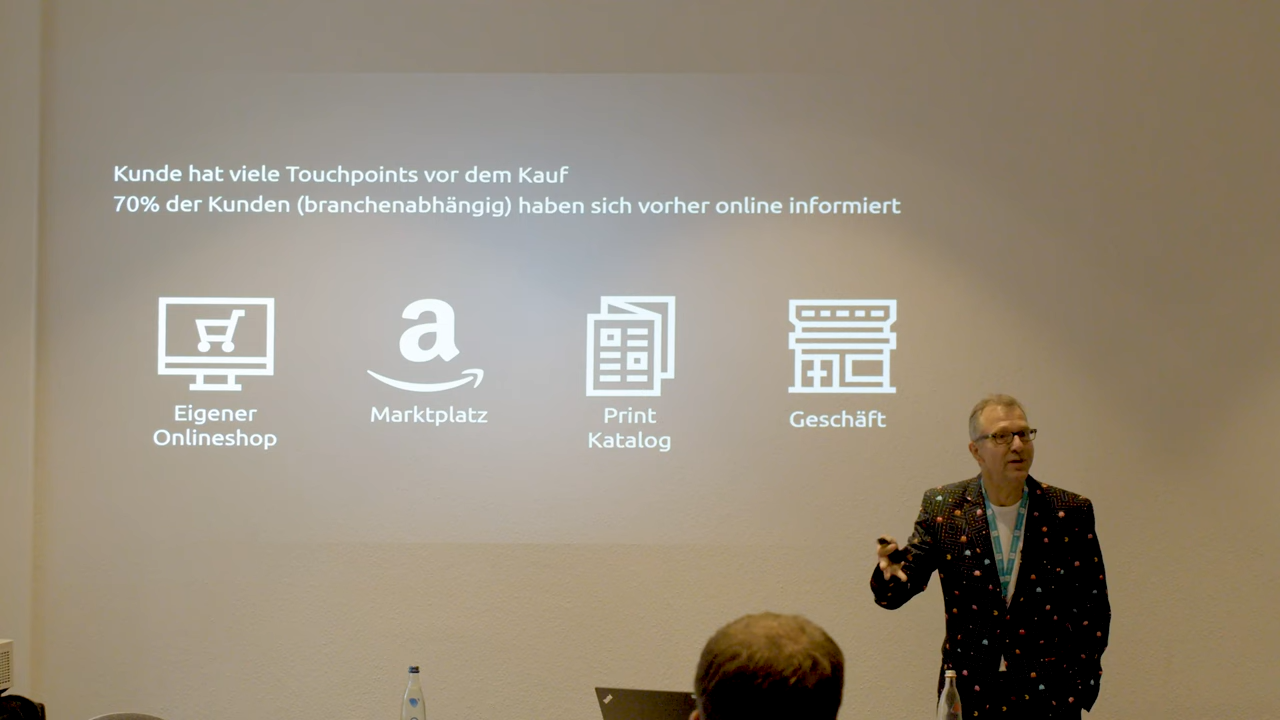 Kunde hat viele Touchpoints vor dem Kauf
70% der Kunden (branchenabhängig) haben sich vorher online informiert
a
Eigener
Onlineshop
Marktplatz
Print
Katalog
Geschäft